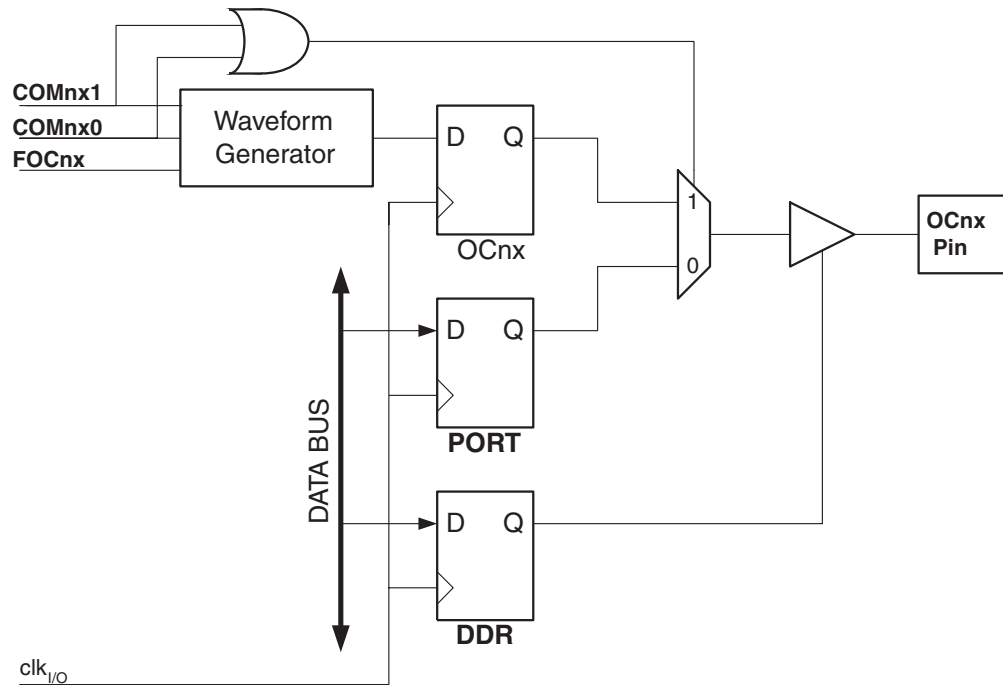 COMnx1
COMnx0
FOCnx
Waveform
Generator
D Q
OCnx
1
0
OCnx
Pin
D Q
PORT
DATA BUS
D Q
DDR
clkI/O